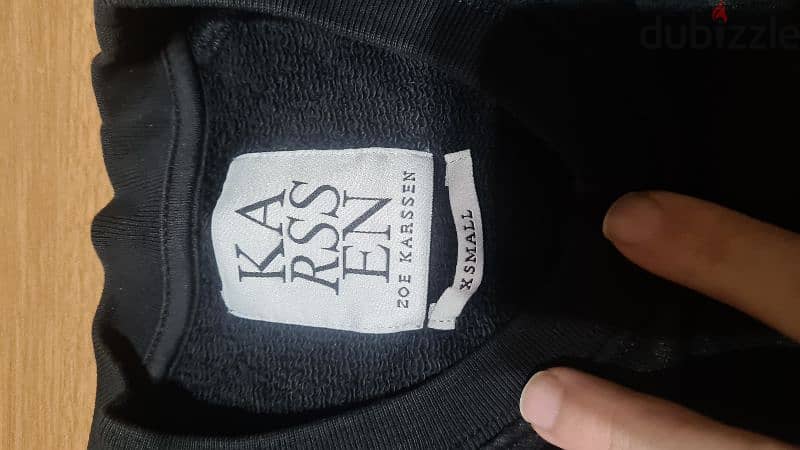 KA
RSS
EN
ZOE KARSSEN
X SMALL
dubizzle